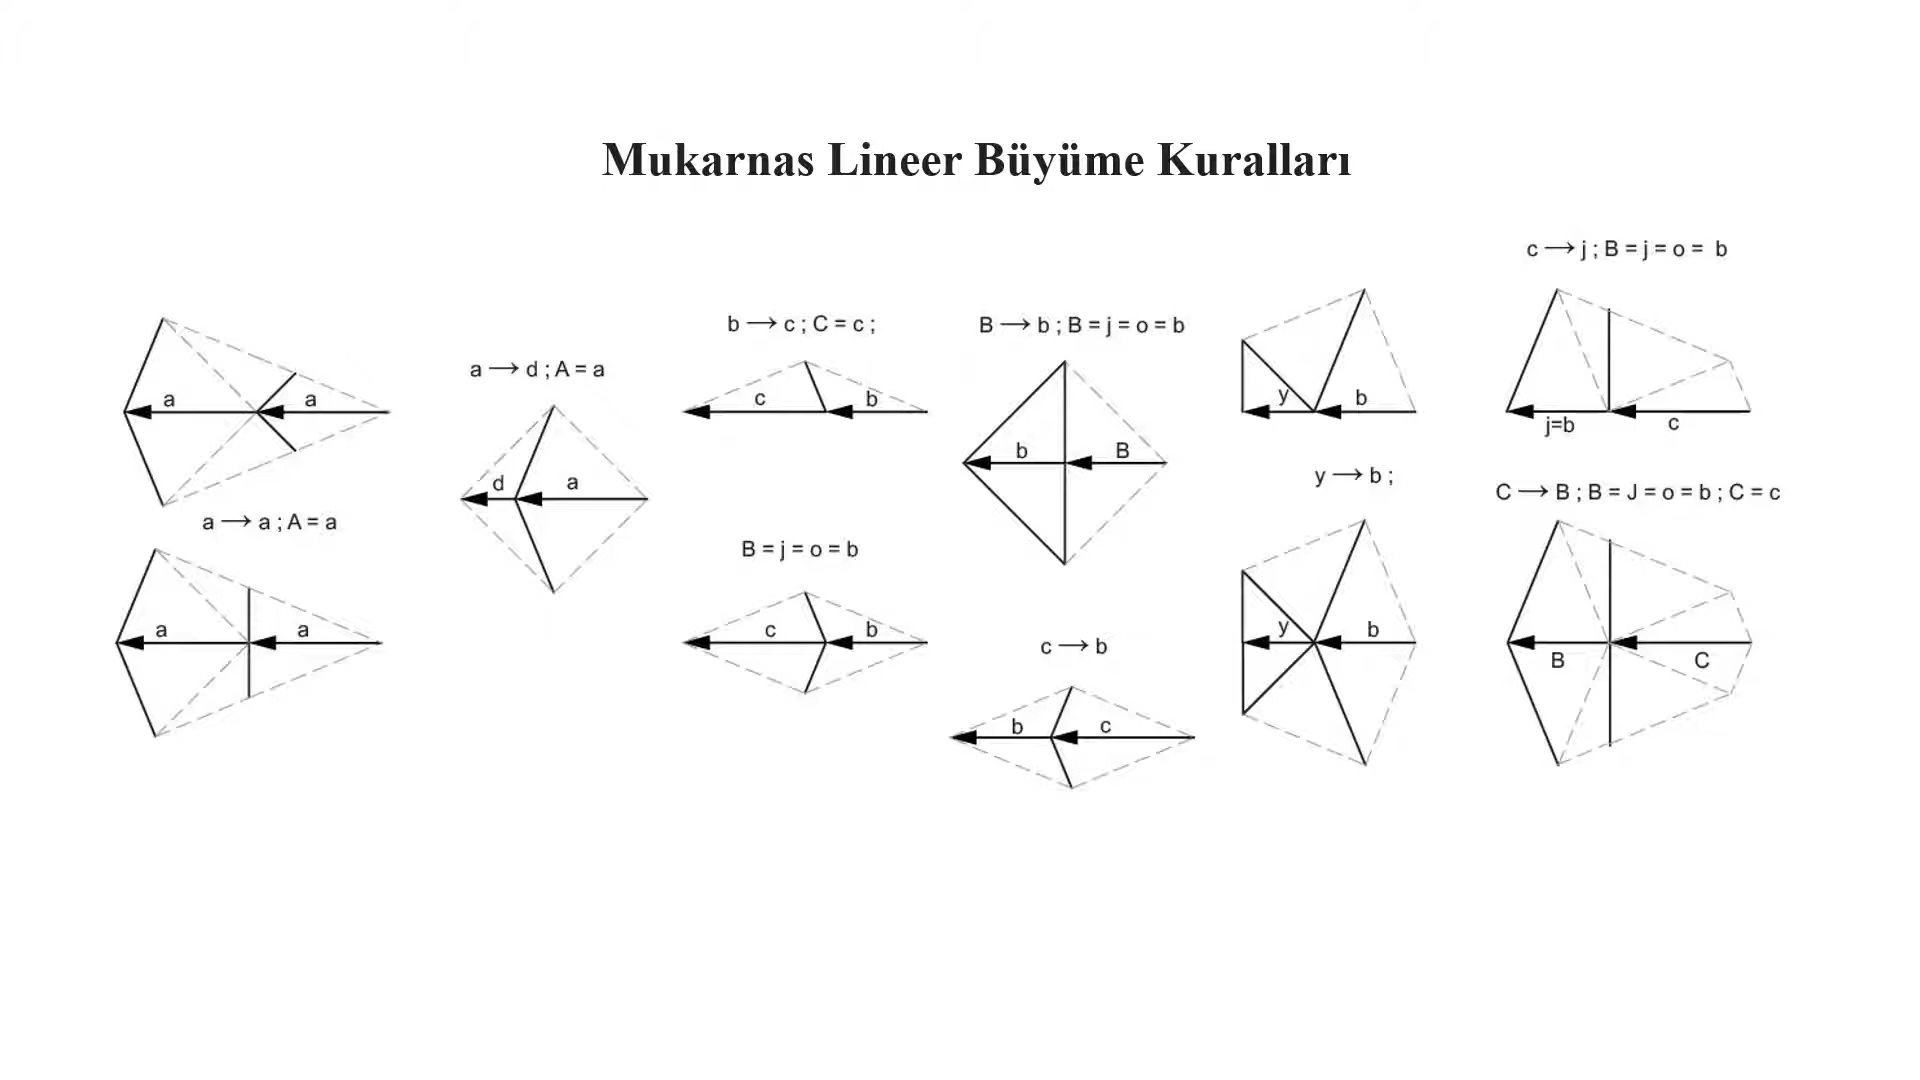 Mukarnas Lineer Büyüme Kuralları
a a
a → a ; A = a
a a
a → d ; A = a
d a
b → c ; C = c ;
c b
B = j = o = b
c b
B → b ; B = j = o = b
b B
c → b
b c
y b
y → b ;
y b
c → j ; B = j = o = b
j=b c
C → B ; B = J = o = b ; C = c
B C